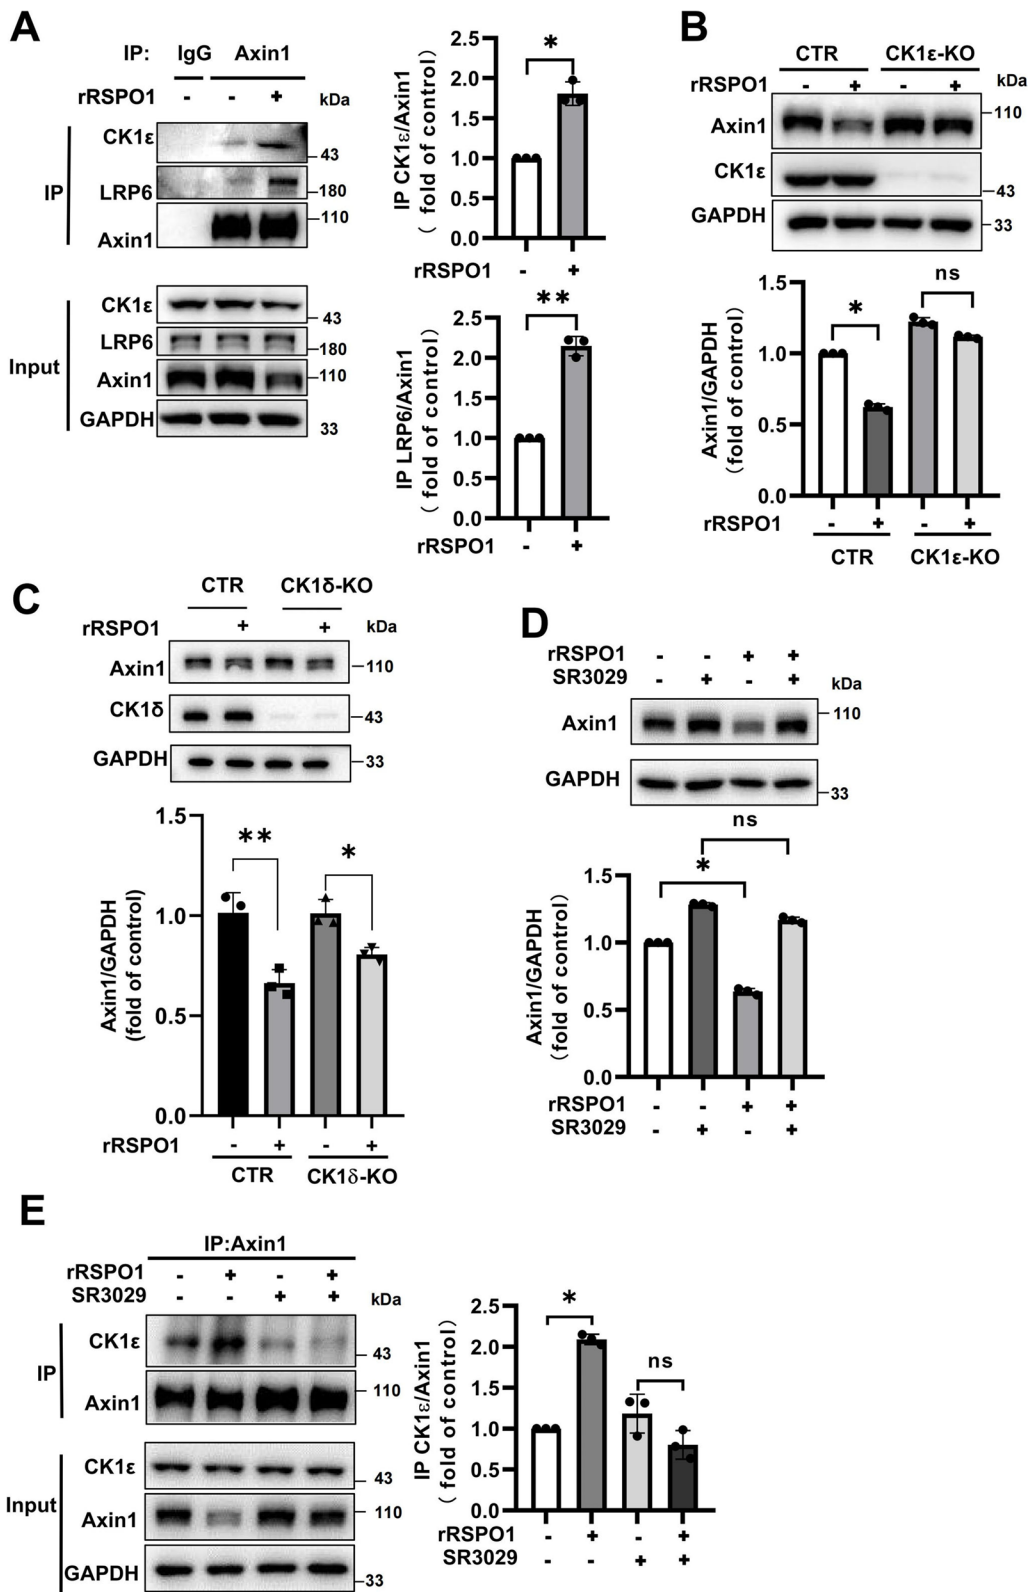 A
IP: IgG Axin1
rRSPO1 - - + kDa
IP
CK1ε 43
LRP6 180
Axin1 110
Input
CK1ε 43
LRP6 180
Axin1 110
GAPDH 33
IP CK1ε/Axin1
( fold of control)
2.5
2.0
1.5
1.0
0.5
0.0
*
rRSPO1 - +
IP LRP6/Axin1
( fold of control)
2.5
2.0
1.5
1.0
0.5
0.0
**
rRSPO1 - +
B
CTR CK1ε-KO
rRSPO1 - + - + kDa
Axin1 110
CK1ε 43
GAPDH 33
Axin1/GAPDH
(fold of control)
1.5
1.0
0.5
0.0
* ns
rRSPO1 - + - +
CTR CK1ε-KO
C
CTR CK1δ-KO
rRSPO1 + + kDa
Axin1 110
CK1δ 43
GAPDH 33
Axin1/GAPDH
(fold of control)
1.5
1.0
0.5
0.0
** *
rRSPO1 - + - +
CTR CK1δ-KO
D
rRSPO1 - - + +
SR3029 - + - +
kDa
Axin1 110
GAPDH 33
Axin1/GAPDH
(fold of control)
1.5
1.0
0.5
0.0
ns
*
rRSPO1 - - + +
SR3029 - + - +
E
IP:Axin1
rRSPO1 - + - +
SR3029 - - + +
kDa
IP
CK1ε 43
Axin1 110
Input
CK1ε 43
Axin1 110
GAPDH 33
IP CK1ε/Axin1
( fold of control)
2.5
2.0
1.5
1.0
0.5
0.0
* ns
rRSPO1 - + - +
SR3029 - - + +